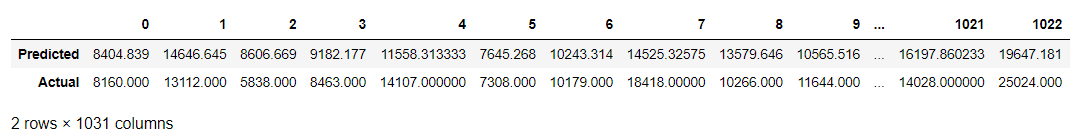 0 1 2 3 4 5 6 7 8 9 ... 1021 1022
Predicted 8404.839 14646.645 8606.669 9182.177 11558.313333 7645.268 10243.314 14525.32575 13579.646 10565.516 ... 16197.860233 19647.181
Actual 8160.000 13112.000 5838.000 8463.000 14107.000000 7308.000 10179.000 18418.00000 10266.000 11644.000 ... 14028.000000 25024.000
2 rows × 1031 columns